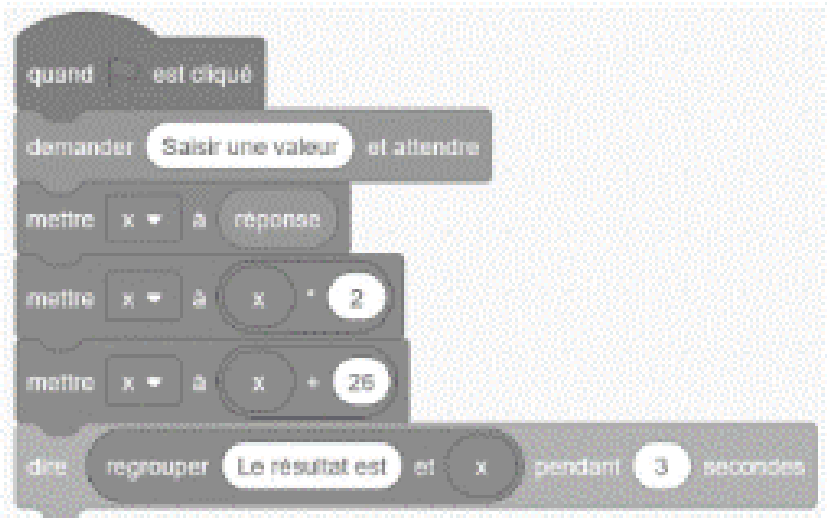 quand est cliqué
demander Saisir une valeur et attendre
mettre x à réponse
mettre x à x * 2
mettre x à x + 26
dire regrouper Le résultat est et x pendant 3 secondes